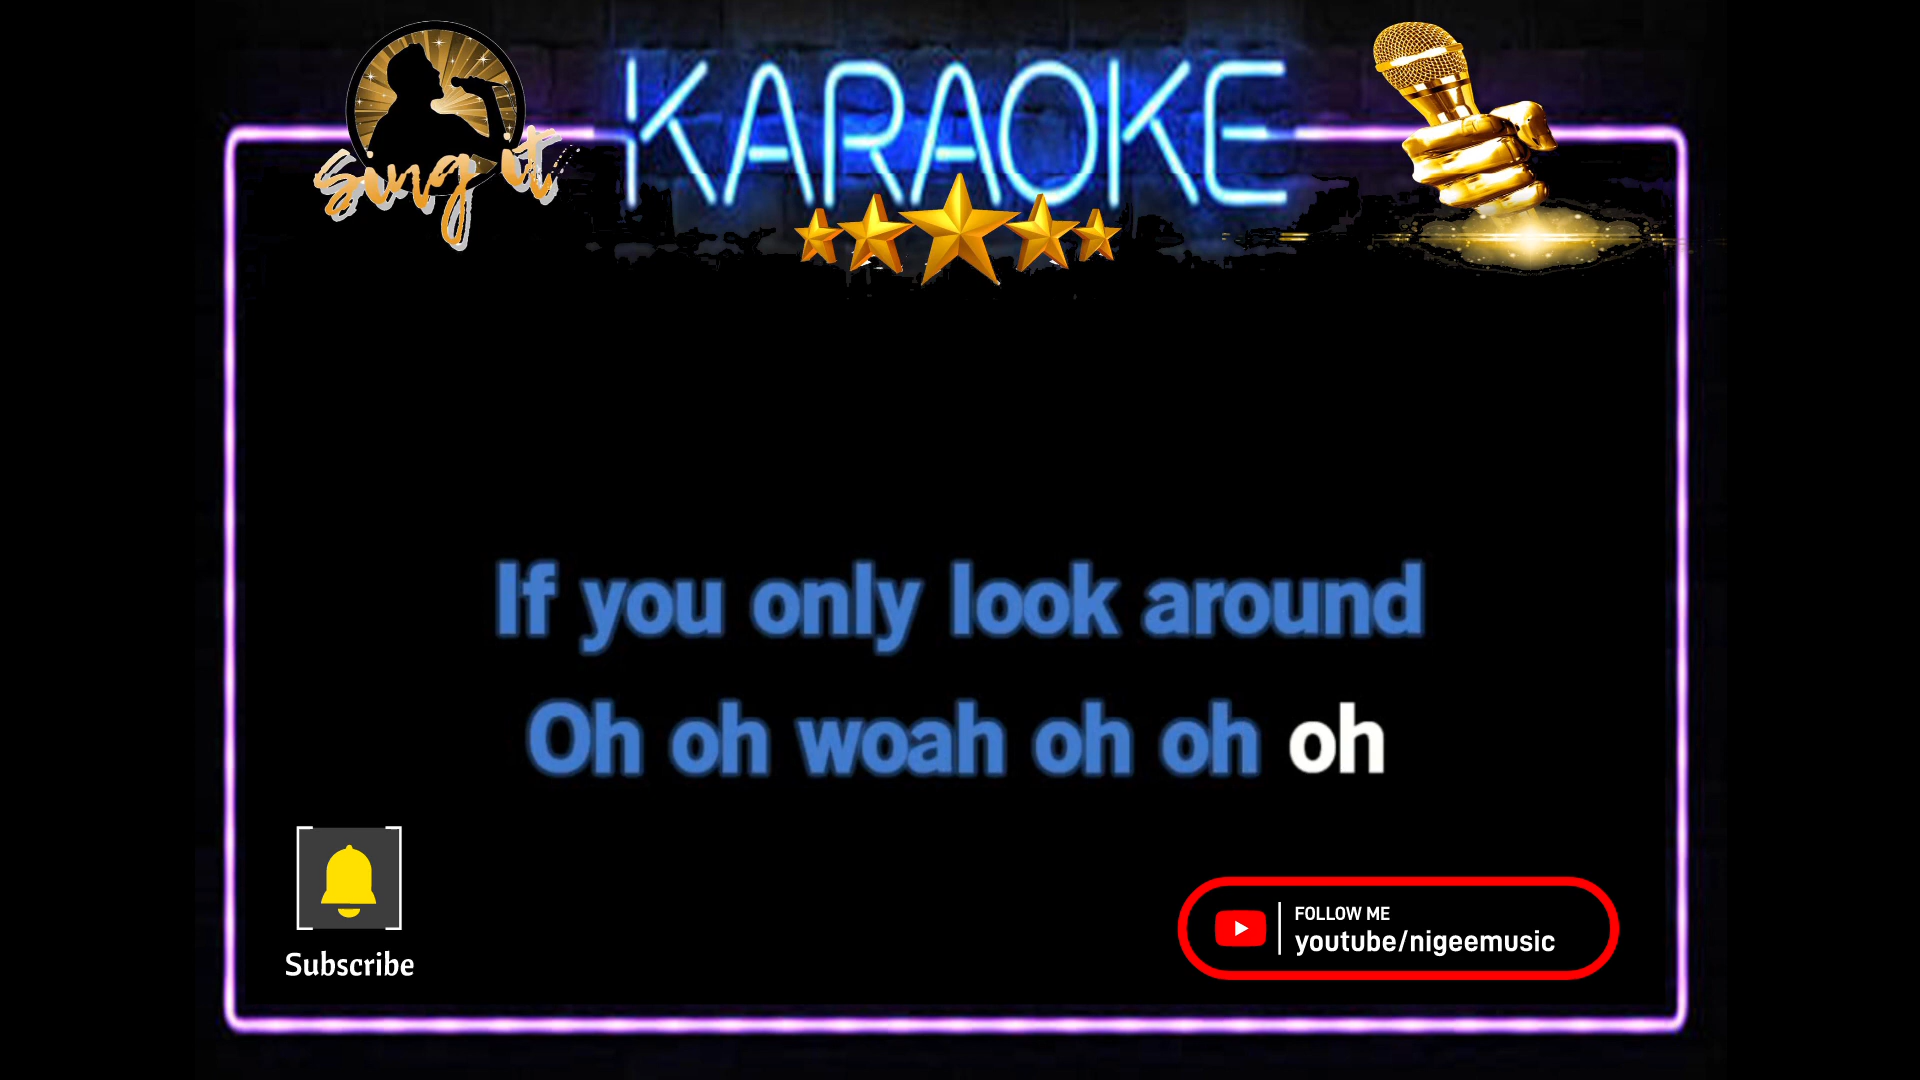 sing it
KARAOKE
If you only look around
Oh oh woah oh oh oh
Subscribe
FOLLOW ME
youtube/nigeemusic